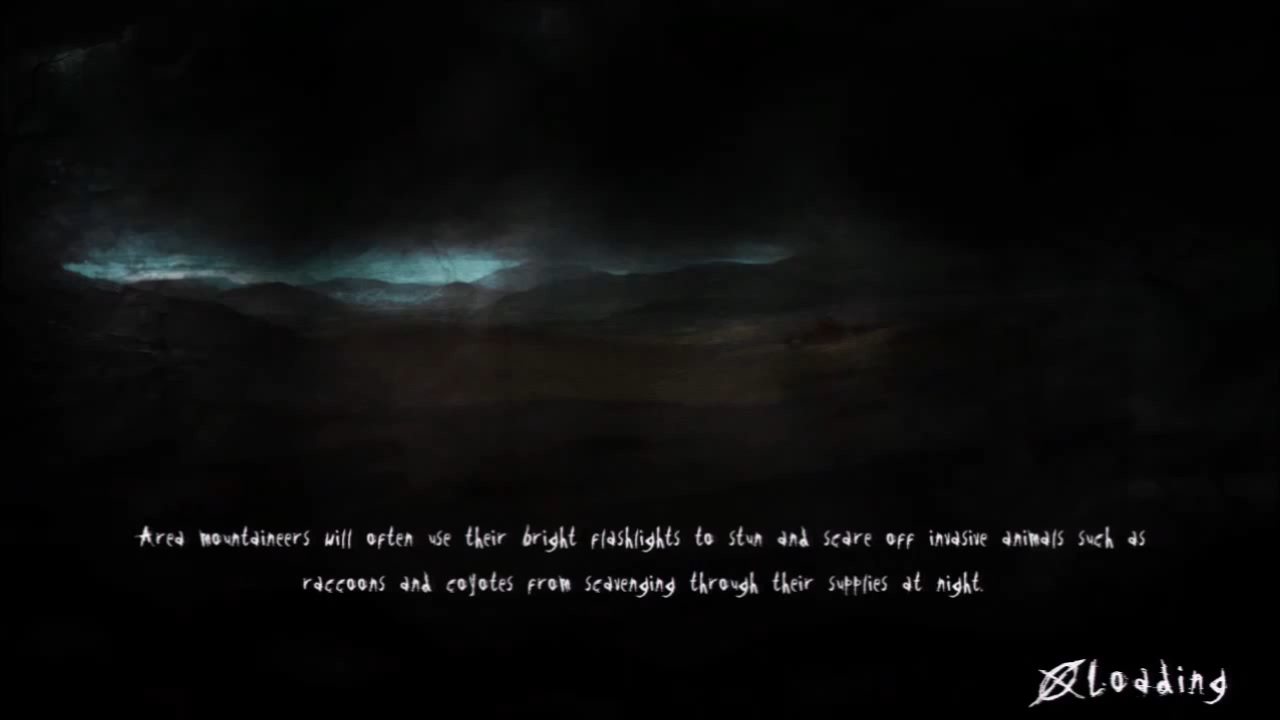 Area mountaineers will often use their bright flashlights to stun and scare off invasive animals such as
raccoons and coyotes from scavenging through their supplies at night.
Loading